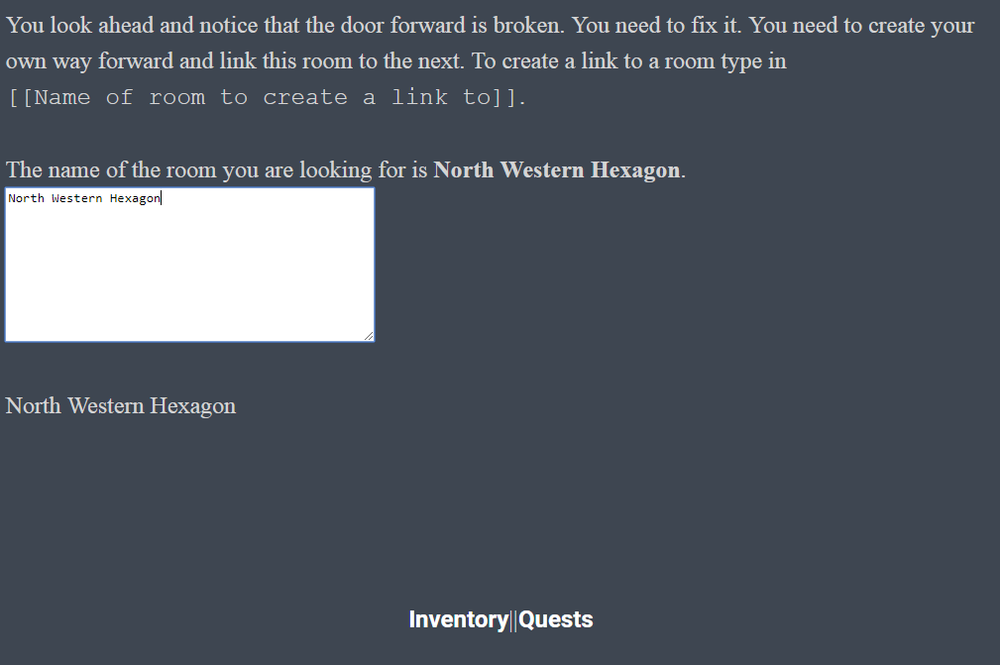 You look ahead and notice that the door forward is broken. You need to fix it. You need to create your
own way forward and link this room to the next. To create a link to a room type in
[[Name of room to create a link to]].
The name of the room you are looking for is North Western Hexagon.
North Western Hexagon
North Western Hexagon
Inventory||Quests